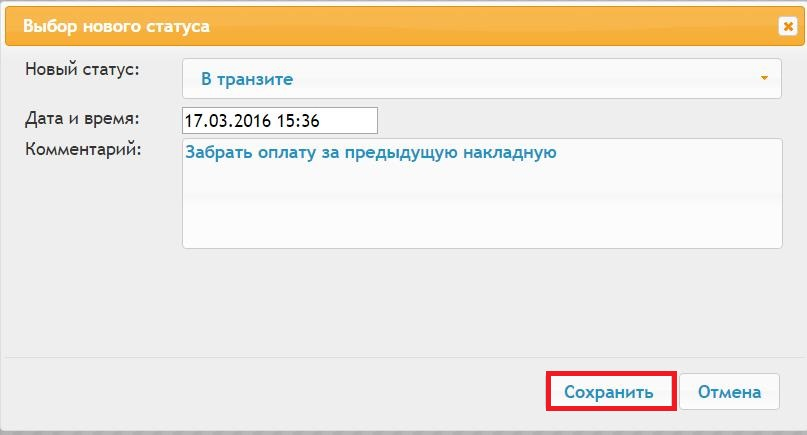 Выбор нового статуса
Новый статус: В транзите
Дата и время: 17.03.2016 15:36
Комментарий: Забрать оплату за предыдущую накладную
Сохранить Отмена